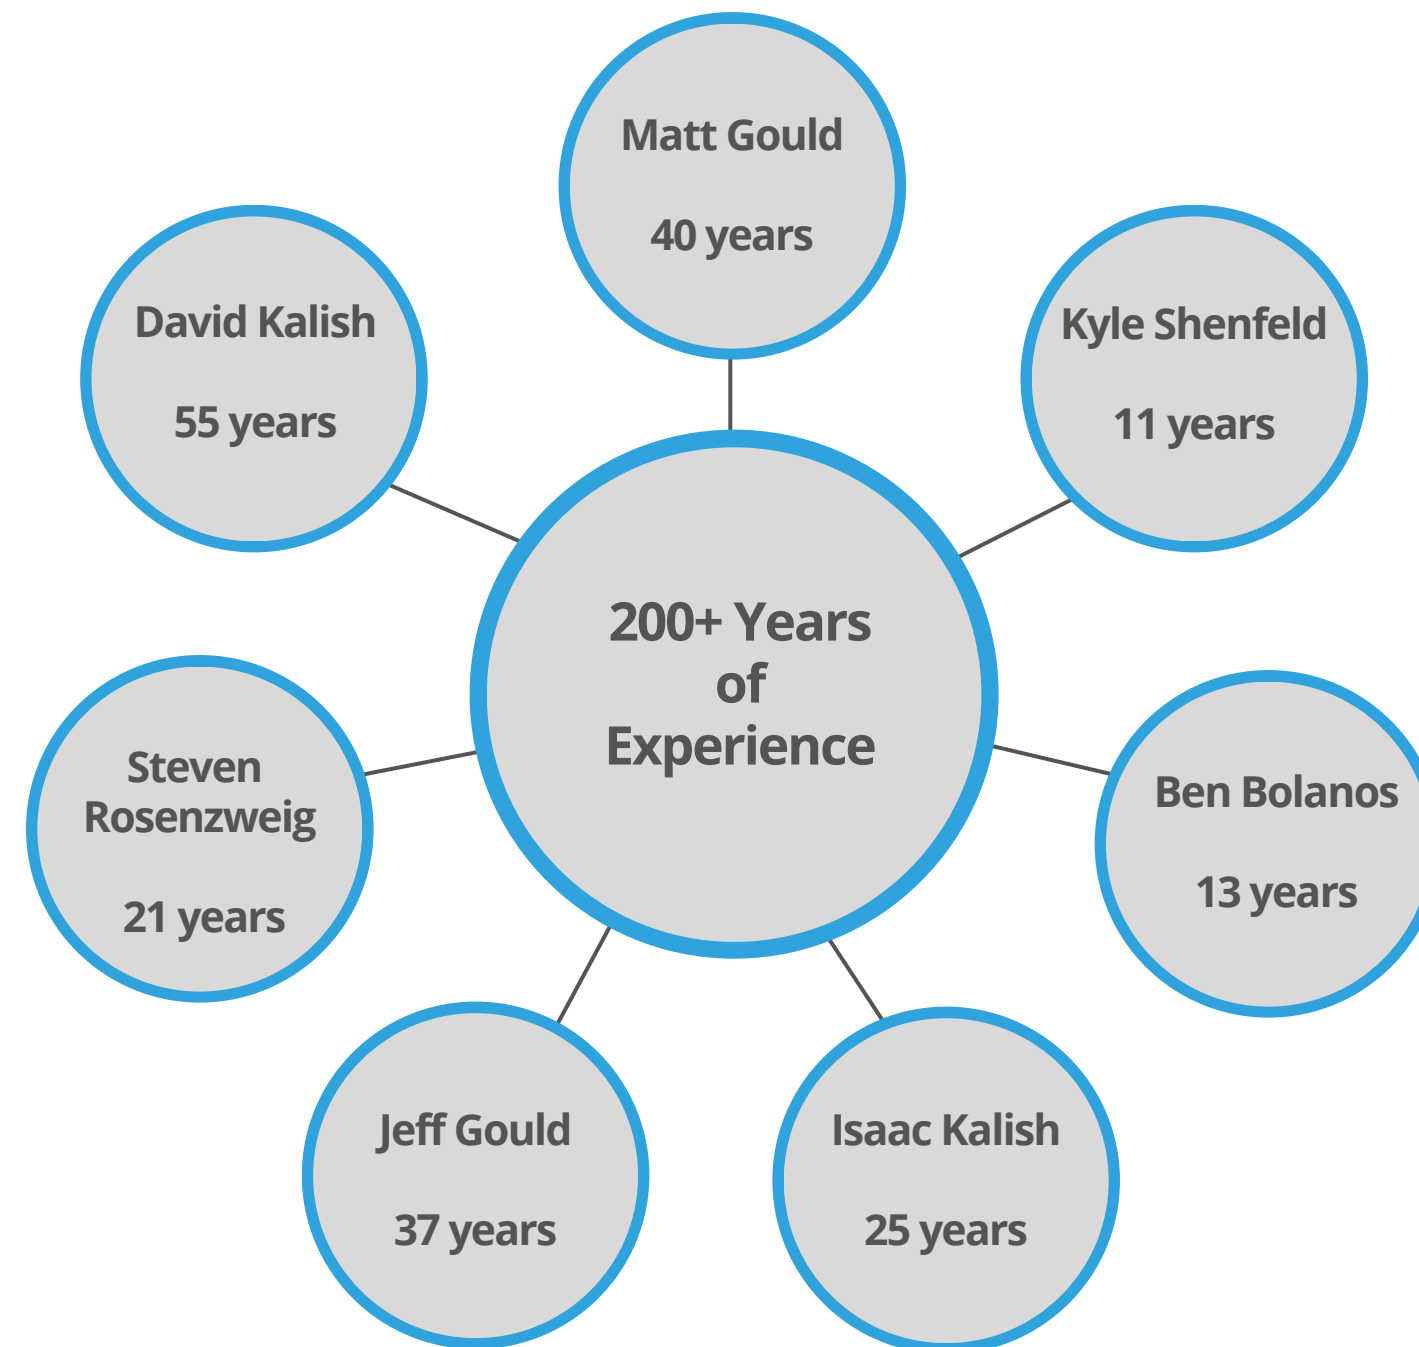 Matt Gould
40 years
David Kalish
55 years
Kyle Shenfeld
11 years
200+ Years
of
Experience
Steven
Rosenzweig
21 years
Ben Bolanos
13 years
Jeff Gould
37 years
Isaac Kalish
25 years